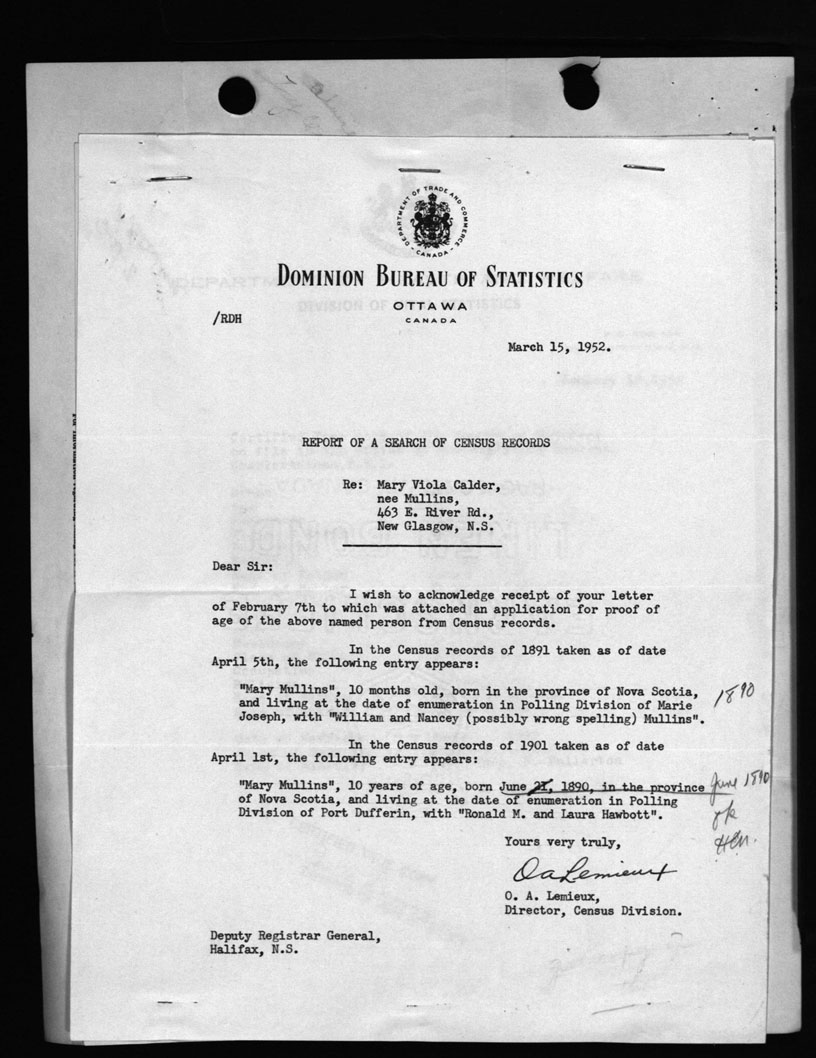 DEPARTMENT OF TRADE AND COMMERCE
CANADA
DOMINION BUREAU OF STATISTICS
OTTAWA
CANADA
/RDH
March 15, 1952.
REPORT OF A SEARCH OF CENSUS RECORDS
Re: Mary Viola Calder,
nee Mullins,
463 E. River Rd.,
New Glasgow, N.S.
Dear Sir:
I wish to acknowledge receipt of your letter
of February 7th to which was attached an application for proof of
age of the above named person from Census records.
In the Census records of 1891 taken as of date
April 5th, the following entry appears:
"Mary Mullins", 10 months old, born in the province of Nova Scotia,
and living at the date of enumeration in Polling Division of Marie
Joseph, with "William and Nancey (possibly wrong spelling) Mullins".
1890
In the Census records of 1901 taken as of date
April 1st, the following entry appears:
"Mary Mullins", 10 years of age, born June 21, 1890, in the province
of Nova Scotia, and living at the date of enumeration in Polling
Division of Port Dufferin, with "Ronald M. and Laura Hawbott".
June 1890
ok
Yours very truly,
O A Lemieux
O. A. Lemieux,
Director, Census Division.
Deputy Registrar General,
Halifax, N.S.